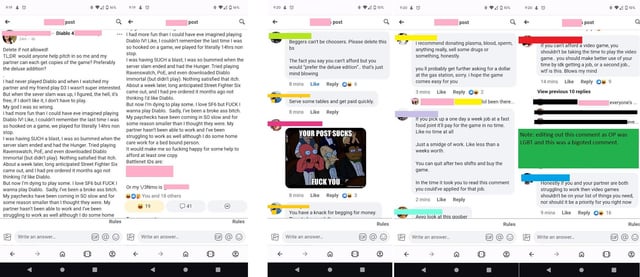 post
Diablo 4
Delete if not allowed!
TL;DR would anyone help pitch in so me and my
partner can each get copies of the game? Preferably
the deluxe addition?
I had never played Diablo and when I watched my
partner and my friend play D3 I wasn't super interested.
But when the server slam was up, I figured, the hell, it's
free, if I don't like it, I don't have to play.
My god I was so wrong.
I had more fun than I could have ever imagined playing
Diablo IV! Like, I couldn't remember the last time I was
so hooked on a game, we played for literally 14hrs non
stop.
I was having SUCH a blast, I was so bummed when the
server slam ended and had the Hunger. Tried playing
Ravenswatch, PoE, and even downloaded Diablo
immortal (but didn't play). Nothing satisfied that itch.
About a week later, long anticipated Street Fighter Six
came out, and I had pre ordered it months ago not
thinking I'd like Diablo.
But now I'm dying to play some. I love SF6 but FUCK I
wanna play Diablo. Sadly, I've been a broke ass bitch.
My paychecks have been coming in SO slow and for
some reason smaller than I thought they were. My
partner hasn't been able to work and I've been
struggling to work as well although I do some home
Rules
Write an answer...
post
I had more fun than I could have ever imagined playing
Diablo IV! Like, I couldn't remember the last time I was
so hooked on a game, we played for literally 14hrs non
stop.
I was having SUCH a blast, I was so bummed when the
server slam ended and had the Hunger. Tried playing
Ravenswatch, PoE, and even downloaded Diablo
immortal (but didn't play). Nothing satisfied that itch.
About a week later, long anticipated Street Fighter Six
came out, and I had pre ordered it months ago not
thinking I'd like Diablo.
But now I'm dying to play some. I love SF6 but FUCK I
wanna play Diablo. Sadly, I've been a broke ass bitch.
My paychecks have been coming in SO slow and for
some reason smaller than I thought they were. My
partner hasn't been able to work and I've been
struggling to work as well although I do some home
care work for a bed bound person.
It would make me so fucking happy for some help to
afford at least one copy.
Battlenet IDs are:
Or my \/3Nmo is
You and 18 others
19
41
Rules
Write an answer...
post
Beggers can't be choosers. Please delete this
bs
The fact you say you can't afford but you
would "prefer the deluxe edition".. that's just
mind blowing
8 mins Like Reply
Serve some tables and get paid quickly.
9 mins Like Reply
YOUR POST SUCKS
FUCK YOU
8 mins Like Reply 3
You have a knack for begging for money.
Rules
Write an answer...
post
I recommend donating plasma, blood, sperm,
anything really, sell some drugs or
something, honestly.
you'll probably get further waking for a dollar
at the gas station, sorry. i hope the game
comes easy for you
3 mins Like Reply
ul been there...
If you pick up a one day a week job at a fast
food joint it'll pay for the game in no time.
Like no time at all!
Just a smidge of work. Like less than a
weeks worth.
You can quit after two shifts and buy the
game.
In the time it took you to read this comment
you could've applied for that job.
2 mins Like Reply
Aww look at this goober
Rules
Write an answer...
post
If you can't afford a video game, you
shouldn't be taking the time to play the video
game.. you should make better use of your
time by idk getting a job, or a second job..
wtf is this. Blows my mind
14 mins Like Reply 9
View previous 10 replies
everyone's ...
Note: editing out this comment as OP was
LGBT and this was a bigoted comment.
Honestly if you and your partner are both
struggling to work then video games
shouldn't be on your list of things you need,
nor should it be a priority for you right now
9 mins Like Reply 16
Rules
Write an answer...